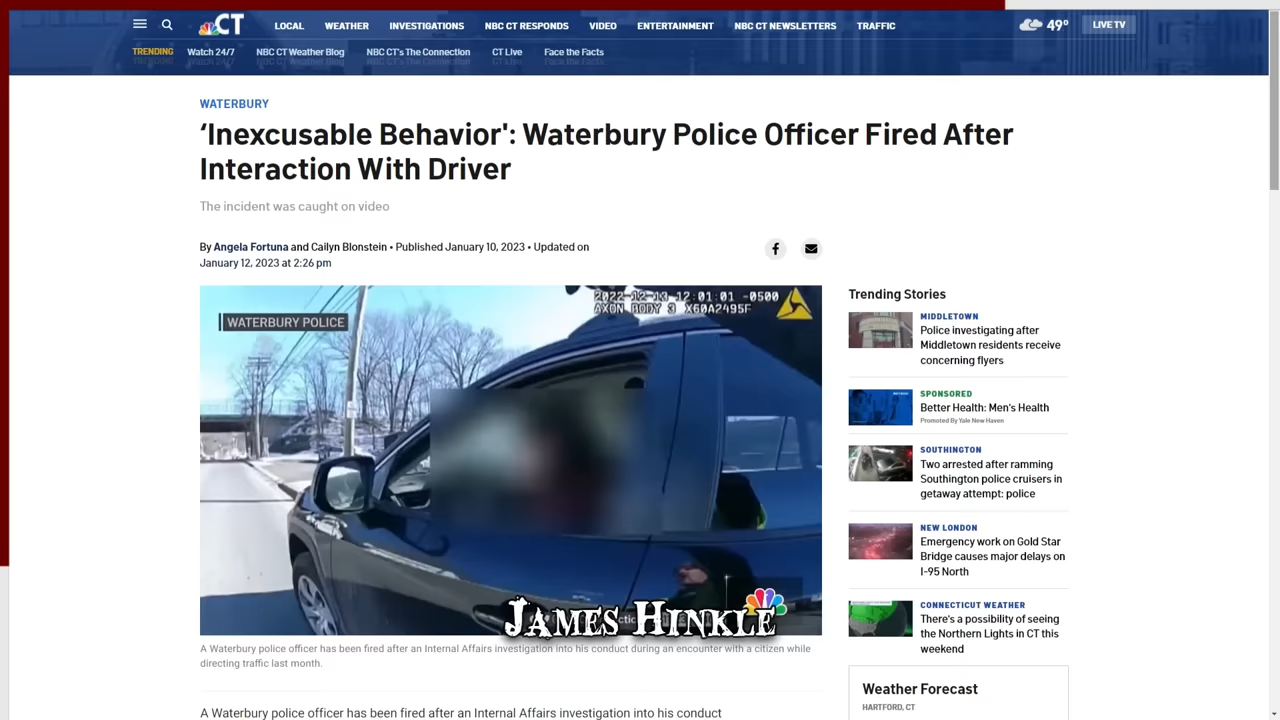 CT
LOCAL
WEATHER
INVESTIGATIONS
NBC CT RESPONDS
VIDEO
ENTERTAINMENT
NBC CT NEWSLETTERS
TRAFFIC
49°
LIVE TV
TRENDING
Watch 24/7
NBC CT Weather Blog
NBC CT's The Connection
CT Live
Face the Facts
WATERBURY
‘Inexcusable Behavior': Waterbury Police Officer Fired After
Interaction With Driver
The incident was caught on video
By Angela Fortuna and Cailyn Blonstein • Published January 10, 2023 • Updated on
January 12, 2023 at 2:26 pm
2022-12-13 12:01:01 -0500
AXON BODY 3 X60A2495F
WATERBURY POLICE
JAMES HINKLE
A Waterbury police officer has been fired after an Internal Affairs investigation into his conduct during an encounter with a citizen while
directing traffic last month.
A Waterbury police officer has been fired after an Internal Affairs investigation into his conduct
Trending Stories
MIDDLETOWN
Police investigating after
Middletown residents receive
concerning flyers
SPONSORED
Better Health: Men's Health
Promoted By Yale New Haven
SOUTHINGTON
Two arrested after ramming
Southington police cruisers in
getaway attempt: police
NEW LONDON
Emergency work on Gold Star
Bridge causes major delays on
I-95 North
CONNECTICUT WEATHER
There's a possibility of seeing
the Northern Lights in CT this
weekend
Weather Forecast
HARTFORD, CT